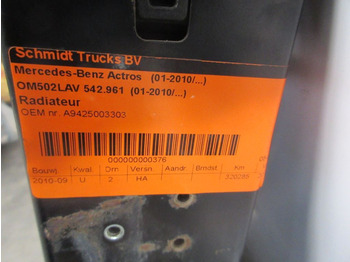 Schmidt Trucks BV
Mercedes-Benz Actros (01-2010/...)
OM502LAV 542.961 (01-2010/...)
Radiateur
OEM nr. A9425003303
000000000376
Bouwj. Kwal. Dm Versn. Aandr. Bmdst. Km
2010-09 U 2 HA